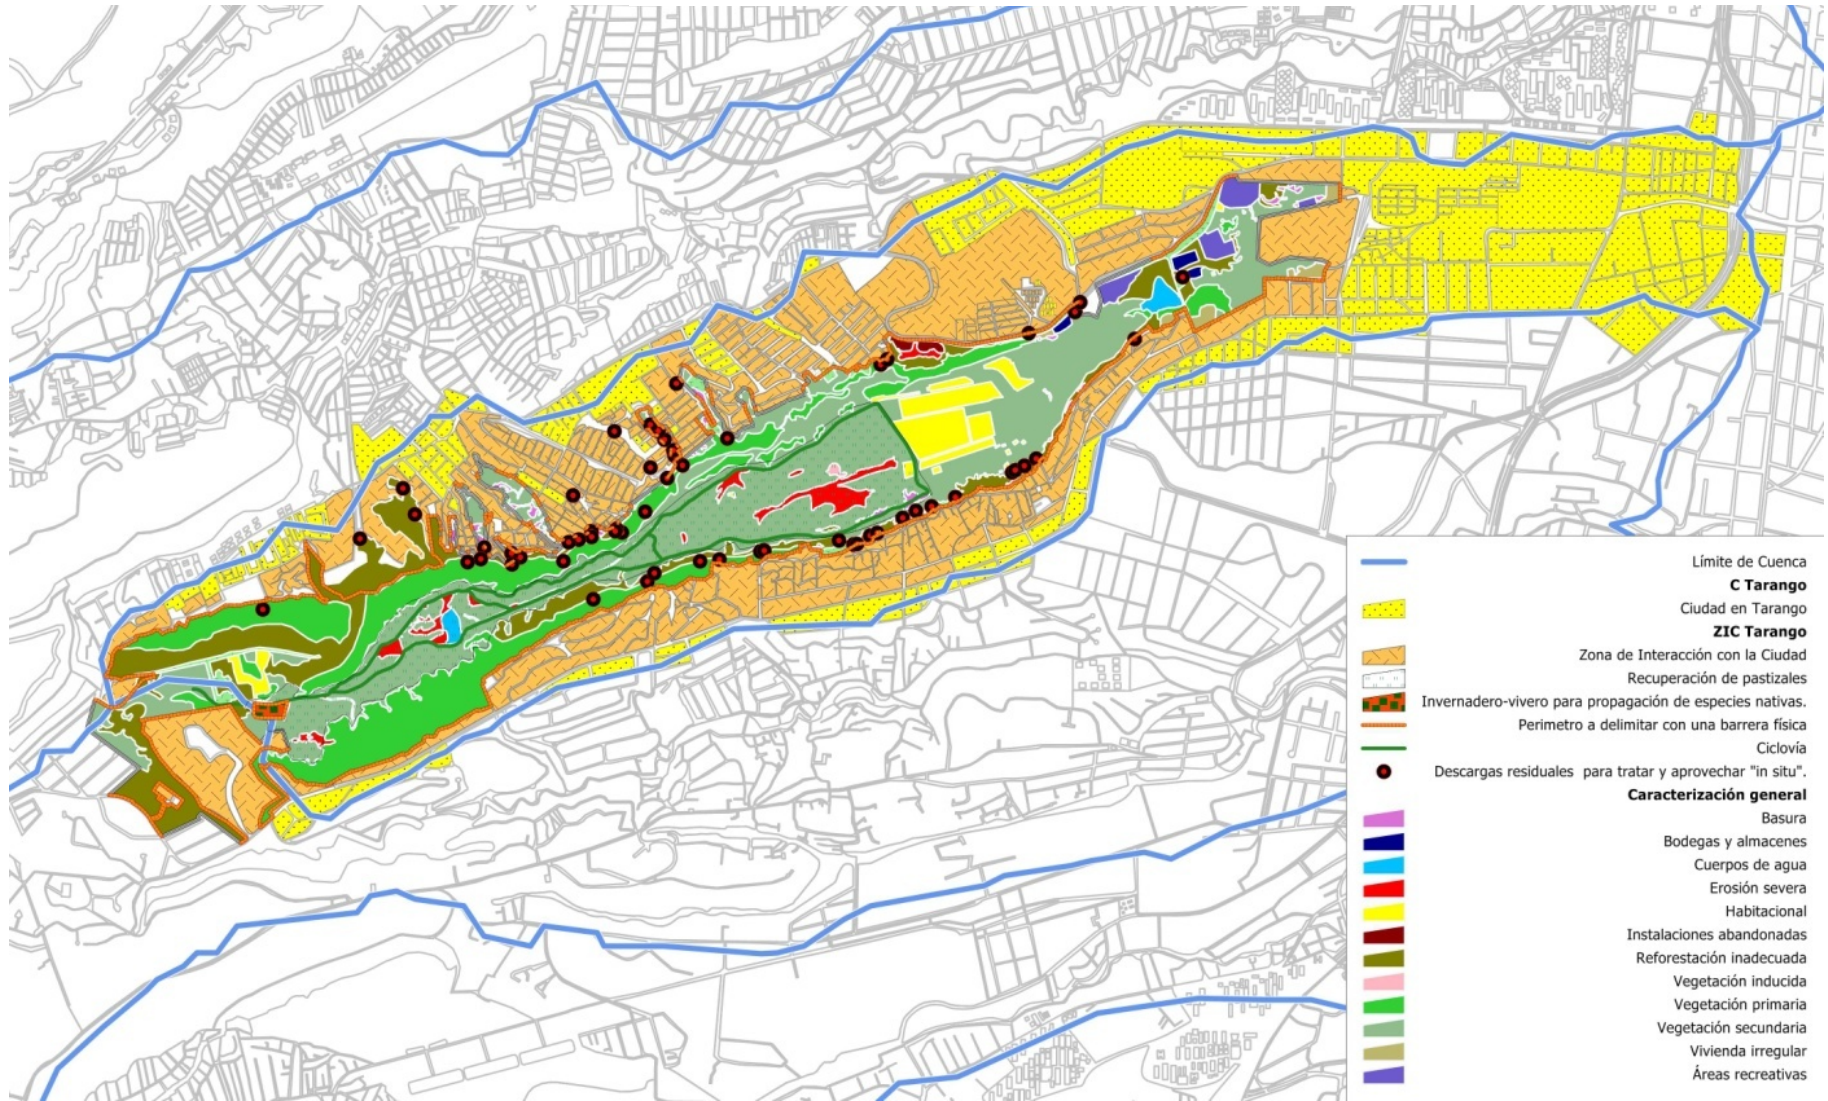 Límite de Cuenca
C Tarango
Ciudad en Tarango
ZIC Tarango
Zona de Interacción con la Ciudad
Recuperación de pastizales
Invernadero-vivero para propagación de especies nativas.
Perimetro a delimitar con una barrera física
Ciclovía
Descargas residuales para tratar y aprovechar "in situ".
Caracterización general
Basura
Bodegas y almacenes
Cuerpos de agua
Erosión severa
Habitacional
Instalaciones abandonadas
Reforestación inadecuada
Vegetación inducida
Vegetación primaria
Vegetación secundaria
Vivienda irregular
Áreas recreativas